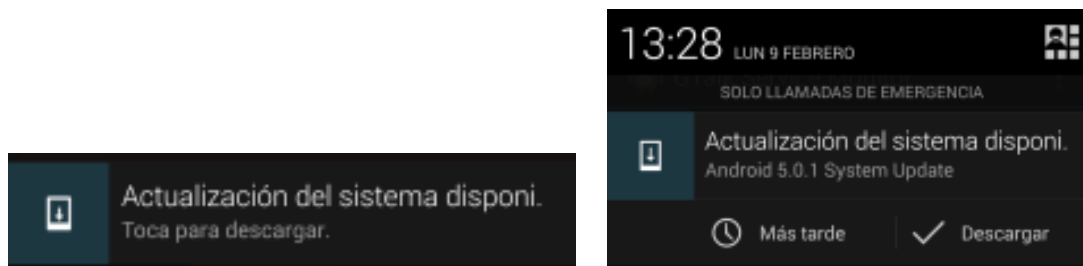 Actualización del sistema disponi.
Toca para descargar.
13:28 LUN 9 FEBRERO
SOLO LLAMADAS DE EMERGENCIA
Actualización del sistema disponi.
Android 5.0.1 System Update
Más tarde
Descargar